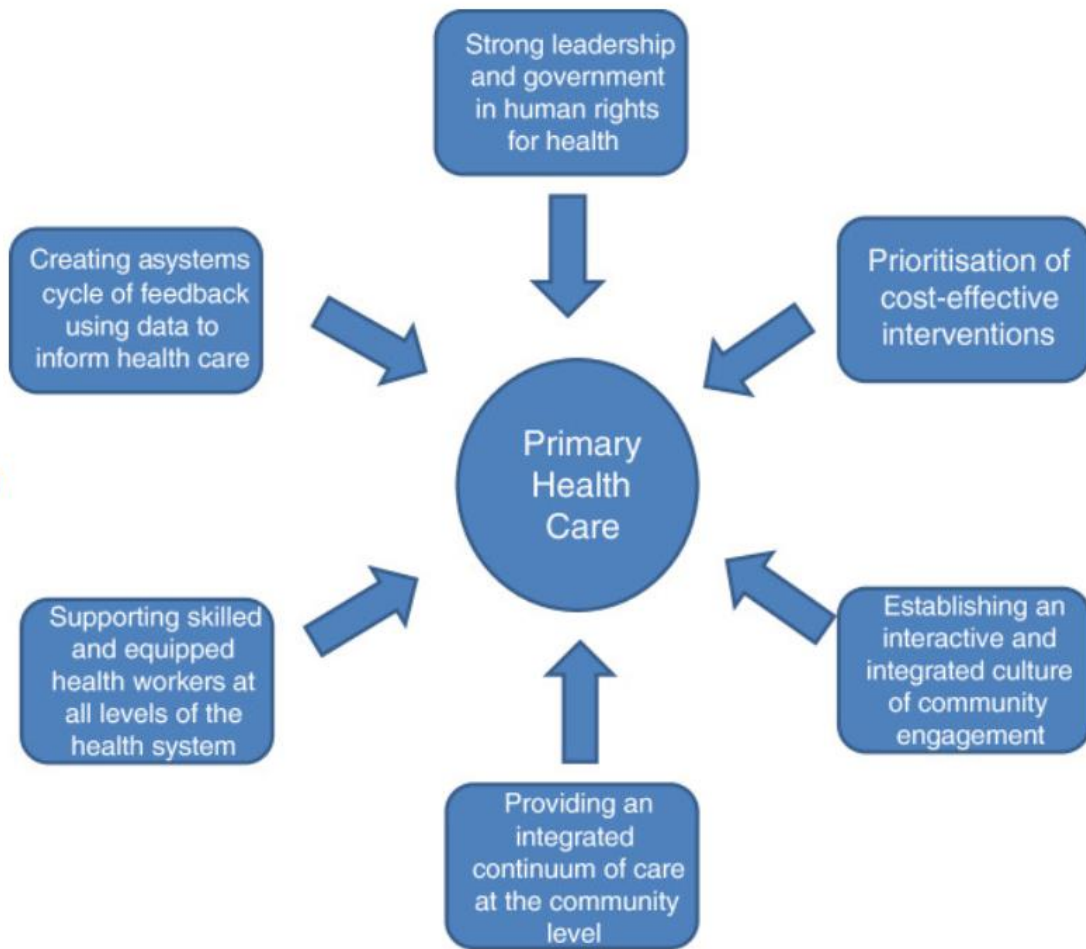 Strong leadership
and government
in human rights
for health
Creating asystems
cycle of feedback
using data to
inform health care
Prioritisation of
cost-effective
interventions
Primary
Health
Care
Supporting skilled
and equipped
health workers at
all levels of the
health system
Establishing an
interactive and
integrated culture
of community
engagement
Providing an
integrated
continuum of care
at the community
level